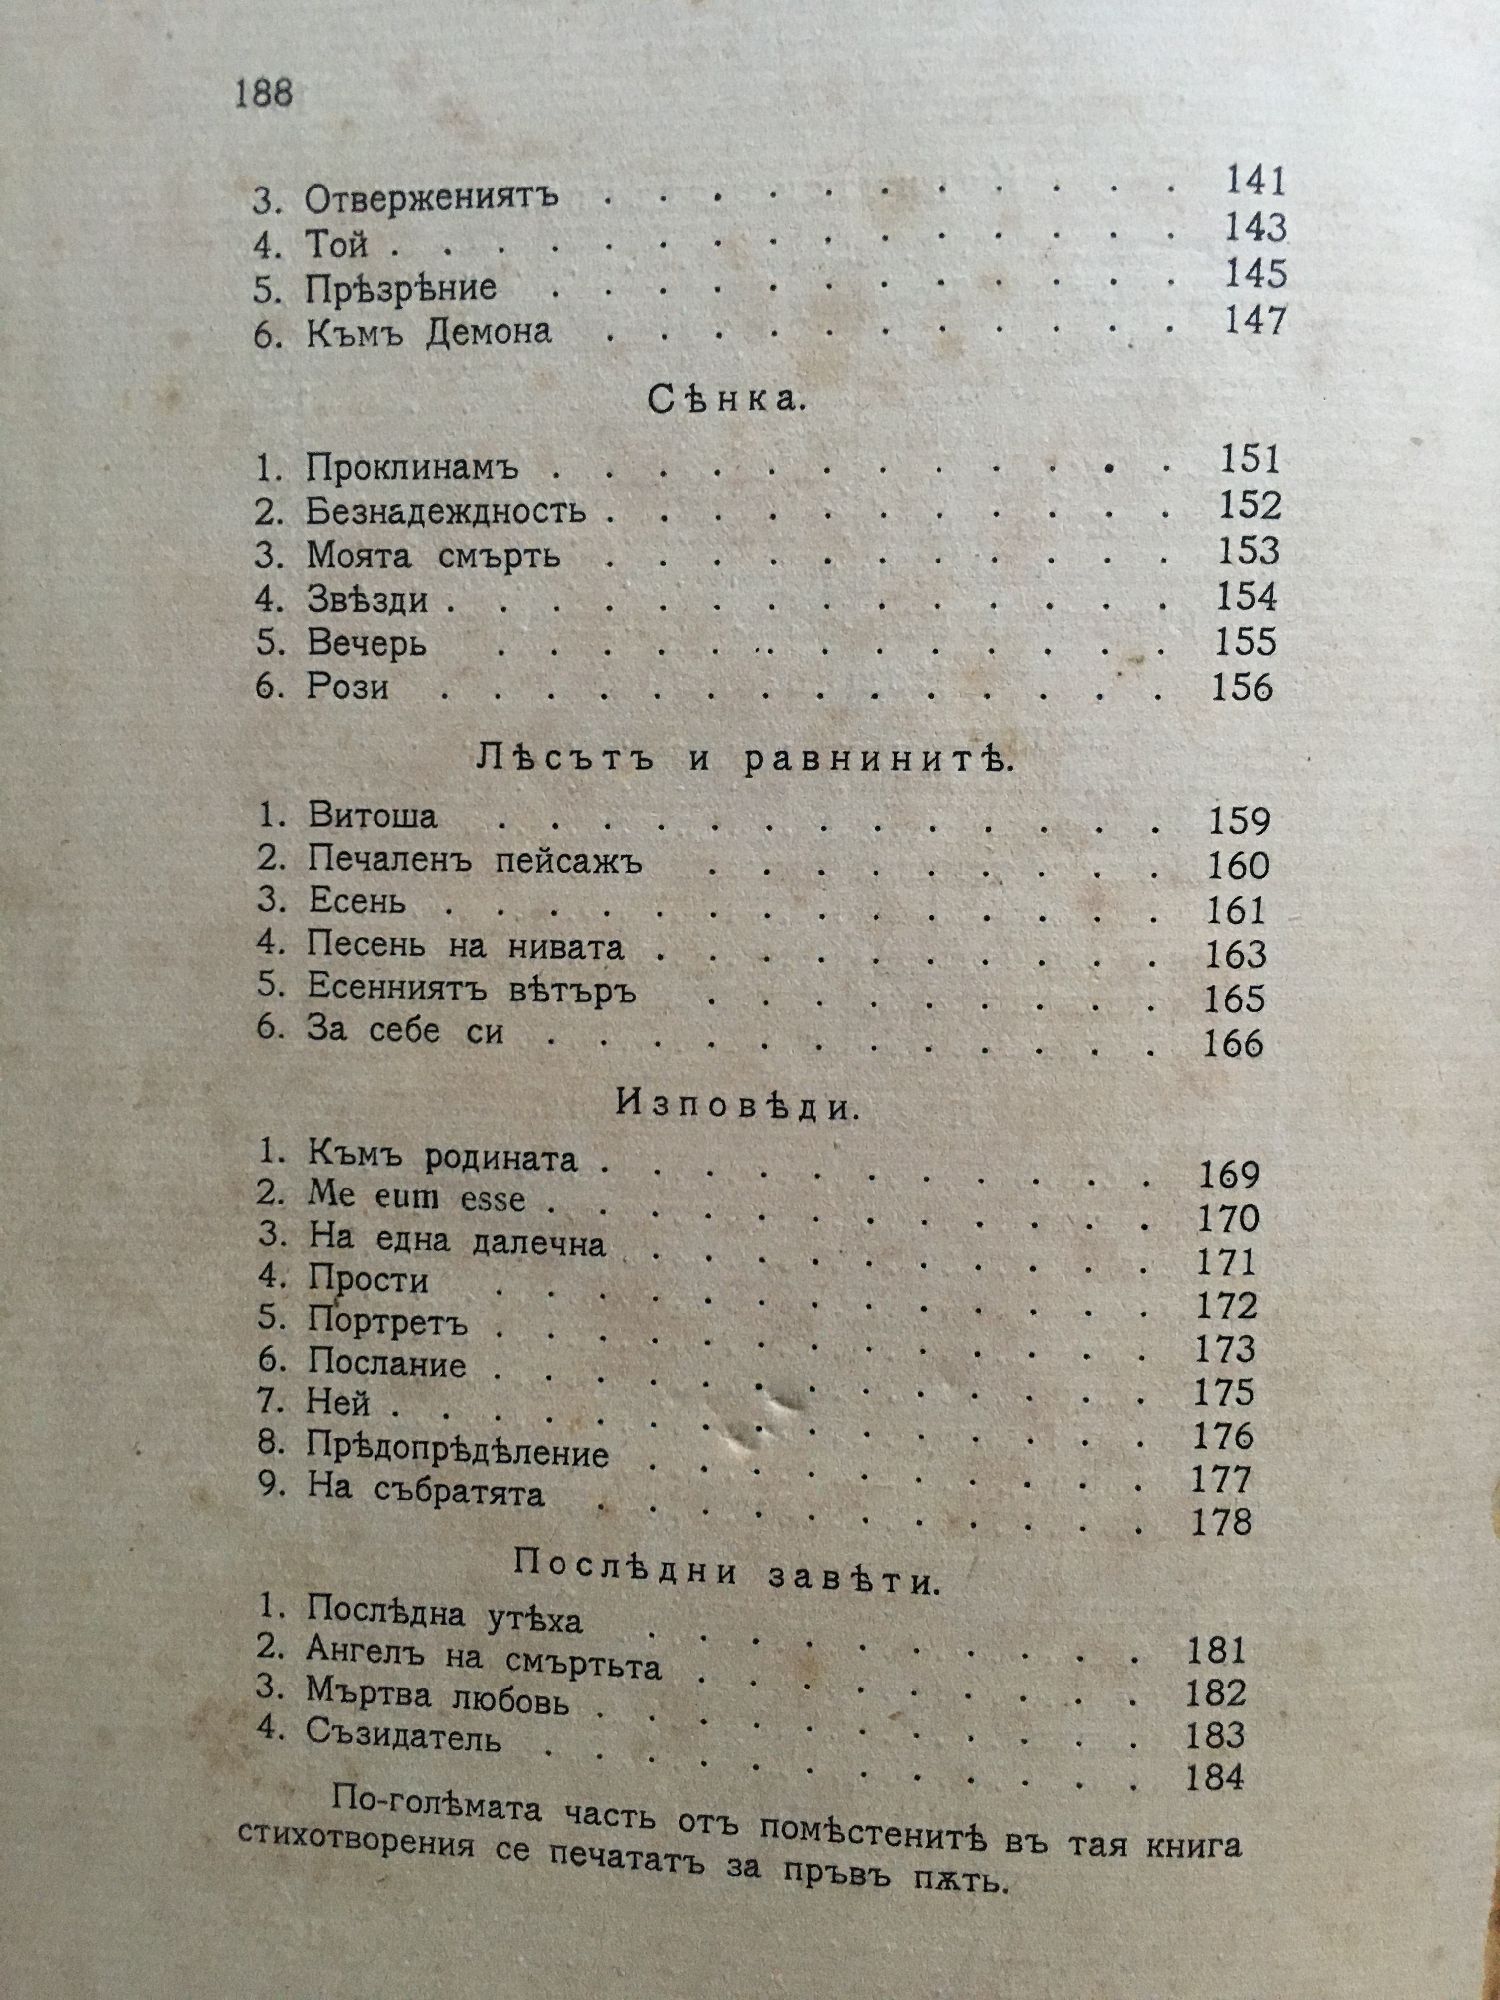 188
3. Отверженият​ъ . . . . . . . . . . . 141
4. Той . . . . . . . . . . . . . . . 143
5. Прѣзрѣние . . . . . . . . . . . . 145
6. Къмъ Демона . . . . . . . . . . . 147
Сѣнка.
1. Проклинамъ . . . . . . . . . . . . 151
2. Безнадеждность . . . . . . . . . . . 152
3. Моята смърть . . . . . . . . . . . 153
4. Звѣзди . . . . . . . . . . . . . . 154
5. Вечерь . . . . . . . . . . . . . 155
6. Рози . . . . . . . . . . . . . . 156
Лѣсътъ и равнинитѣ.
1. Витоша . . . . . . . . . . . . . 159
2. Печаленъ пейсажъ . . . . . . . . . 160
3. Есень . . . . . . . . . . . . . . 161
4. Песень на нивата . . . . . . . . . . 163
5. Есенниятъ вѣтъръ . . . . . . . . . 165
6. За себе си . . . . . . . . . . . . 166
Изповѣди.
1. Къмъ родината . . . . . . . . . . . 169
2. Me eum esse . . . . . . . . . . . . 170
3. На една далечна . . . . . . . . . . 171
4. Прости . . . . . . . . . . . . . 172
5. Портретъ . . . . . . . . . . . . . 173
6. Послание . . . . . . . . . . . . . 175
7. Ней . . . . . . . . . . . . . . . 176
8. Прѣдопрѣдѣление . . . . . . . . . . 177
9. На събратята . . . . . . . . . . . 178
Послѣдни завѣти.
1. Послѣдна утѣха . . . . . . . . . . 181
2. Ангелъ на смъртьта . . . . . . . . . 182
3. Мъртва любовь . . . . . . . . . . . 183
4. Съзидатель . . . . . . . . . . . . 184
По-голѣмата часть отъ помѣстенитѣ въ тая книга
стихотворения се печататъ за пръвъ пѫть.